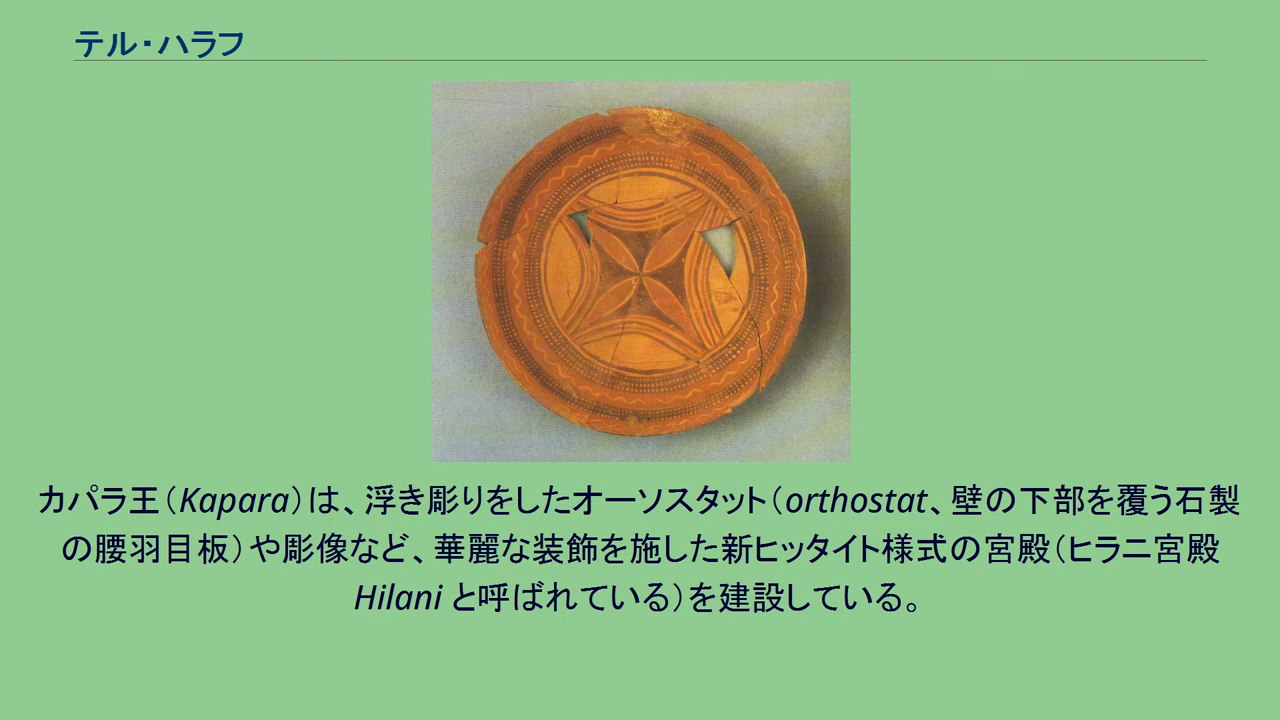 テル・ハラフ
カパラ王（Kapara）は、浮き彫りをしたオーソスタット（orthostat、壁の下部を覆う石製
の腰羽目板）や彫像など、華麗な装飾を施した新ヒッタイト様式の宮殿（ヒラニ宮殿
Hilani と呼ばれている）を建設している。